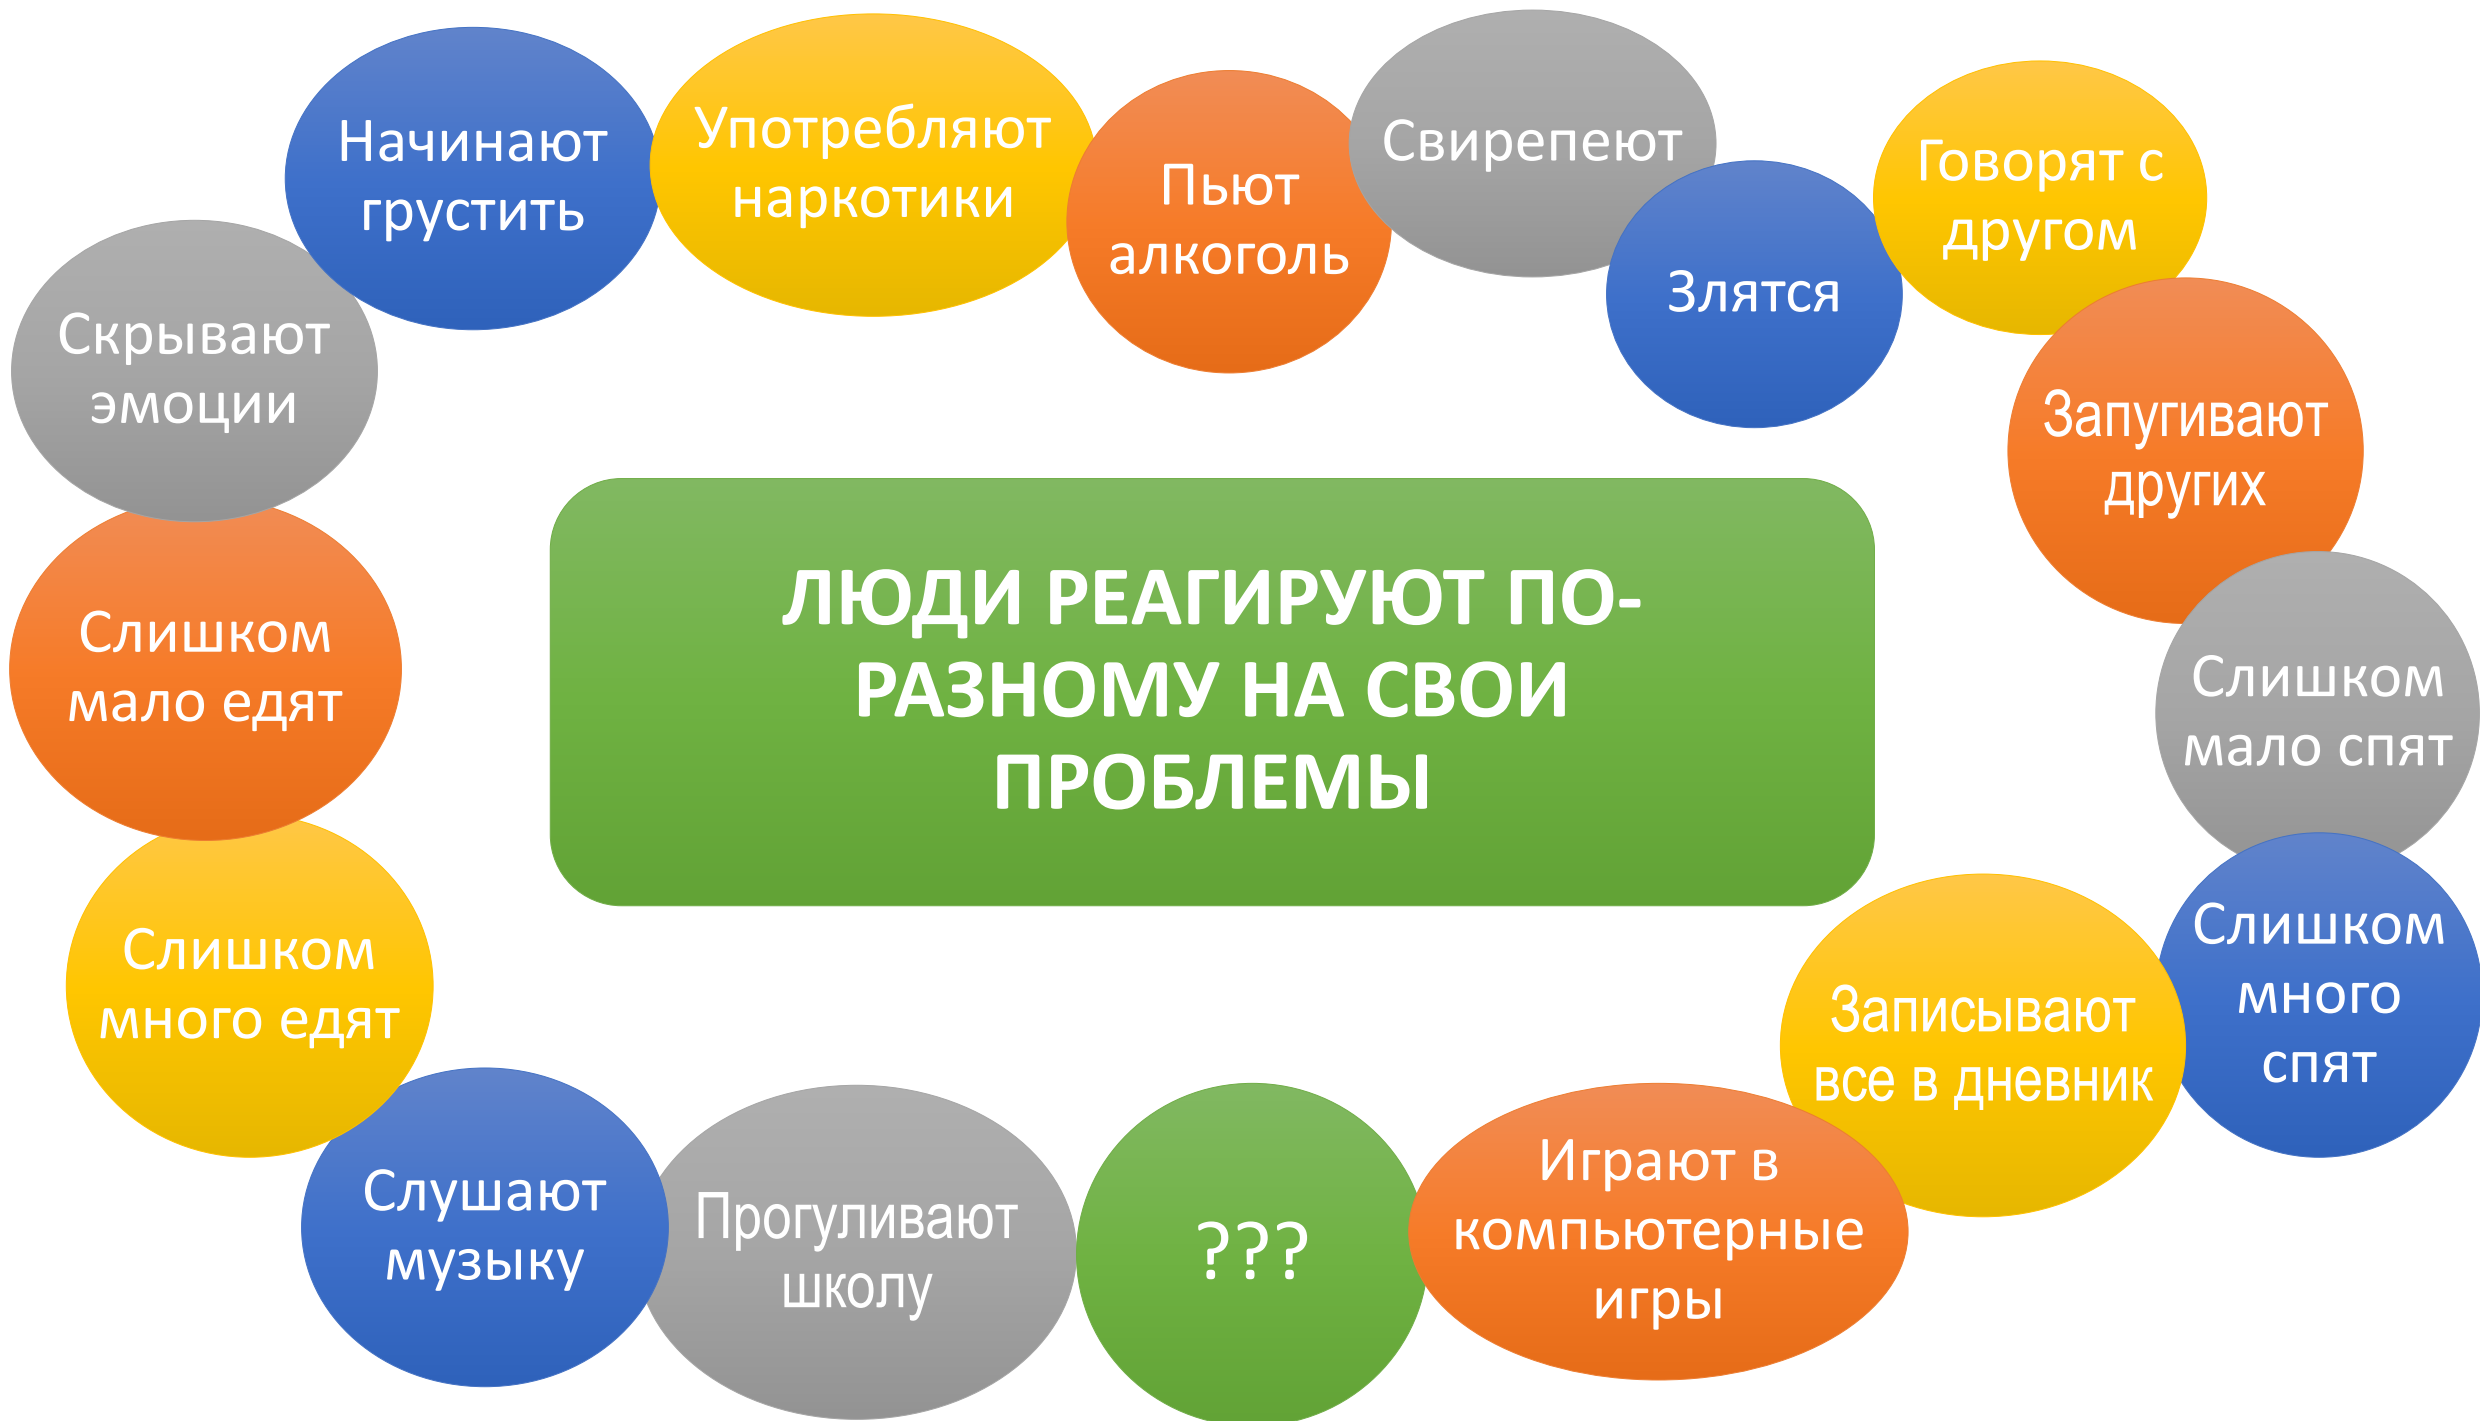 Начинают
грустить
Употребляют
наркотики
Пьют
алкоголь
Свирепеют
Злятся
Говорят с
другом
Запугивают
других
Слишком
мало спят
Слишком
много
спят
Записывают
все в дневник
Играют в
компьютерные
игры
???
Прогуливают
школу
Слушают
музыку
Слишком
много едят
Слишком
мало едят
Скрывают
эмоции
ЛЮДИ РЕАГИРУЮТ ПО-
РАЗНОМУ НА СВОИ
ПРОБЛЕМЫ